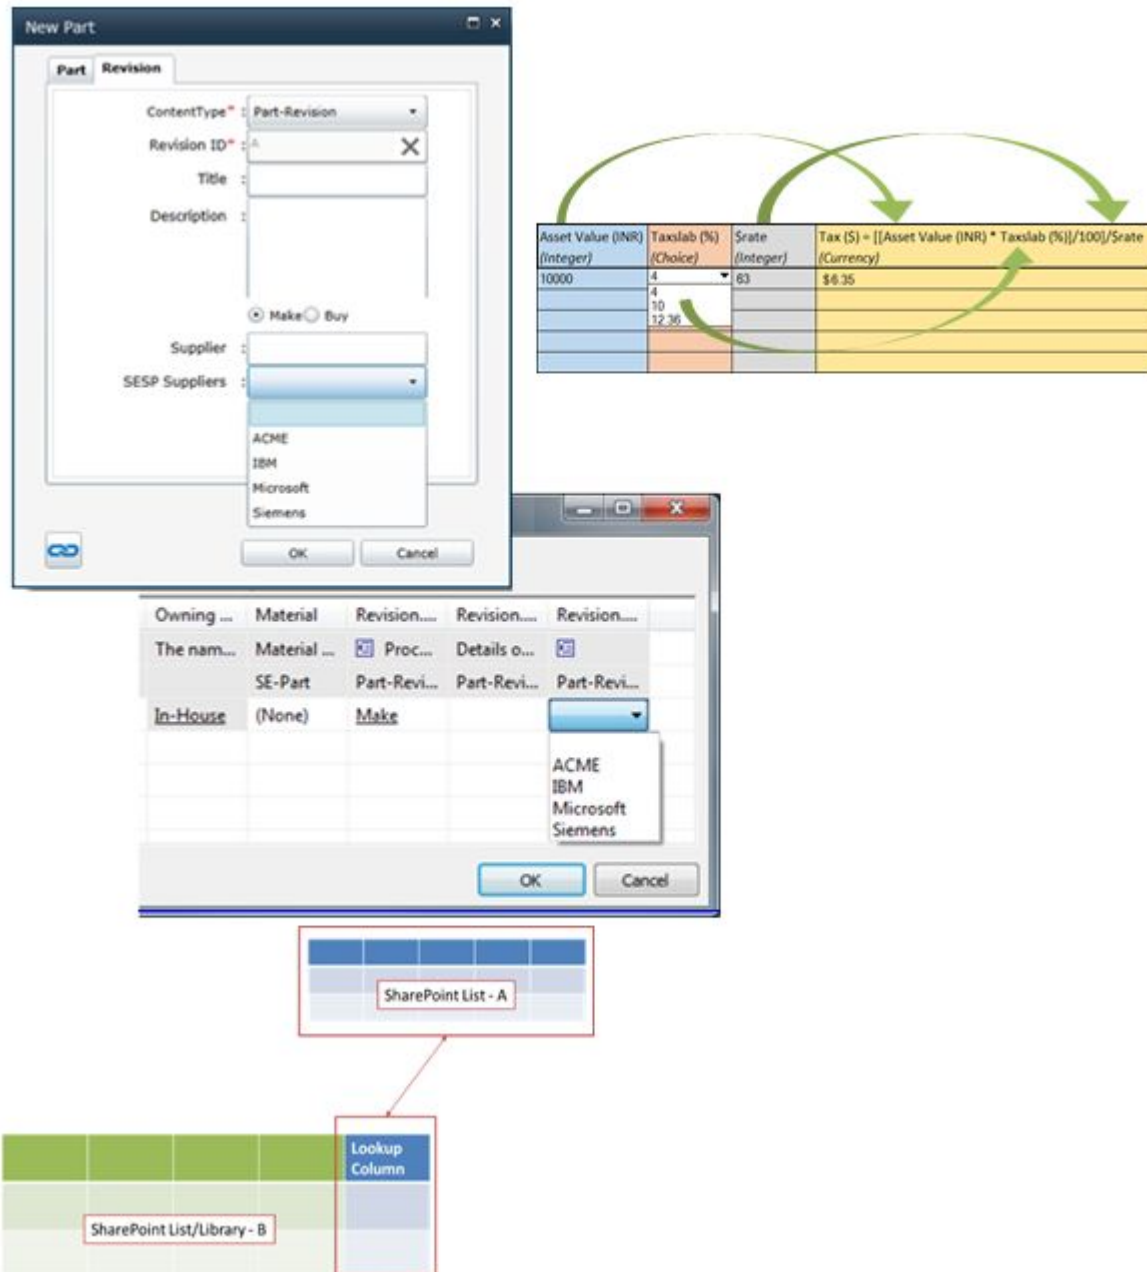 New Part
Part Revision
ContentType* : Part-Revision
Revision ID* : A
Title :
Description :
Make Buy
Supplier :
SESP Suppliers :
ACME
IBM
Microsoft
Siemens
OK Cancel
Asset Value (INR) Taxslab (%) $rate Tax ($) = [[Asset Value (INR) * Taxslab (%)]/100]/$rate
(Integer) (Choice) (Integer) (Currency)
10000 4 63 $6.35
4
10
12.36
Owning ... Material Revision.... Revision.... Revision....
The nam... Material ... Proc... Details o...
SE-Part Part-Revi... Part-Revi... Part-Revi...
In-House (None) Make
ACME
IBM
Microsoft
Siemens
OK Cancel
SharePoint List - A
Lookup
Column
SharePoint List/Library - B